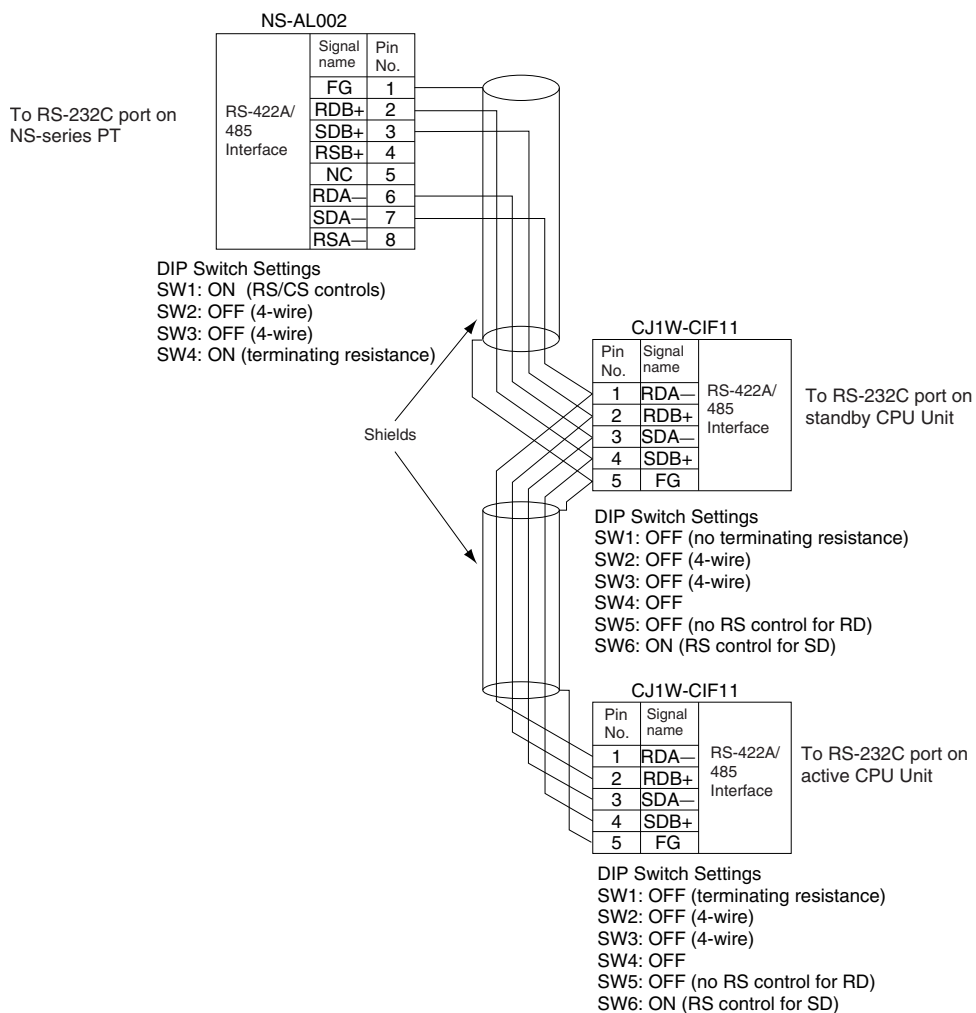 NS-AL002
Signal name Pin No.
FG 1
RDB+ 2
SDB+ 3
RSB+ 4
NC 5
RDA— 6
SDA— 7
RSA— 8
RS-422A/
485
Interface
To RS-232C port on
NS-series PT
DIP Switch Settings
SW1: ON (RS/CS controls)
SW2: OFF (4-wire)
SW3: OFF (4-wire)
SW4: ON (terminating resistance)
Shields
CJ1W-CIF11
Pin No. Signal name
1 RDA—
2 RDB+
3 SDA—
4 SDB+
5 FG
RS-422A/
485
Interface
To RS-232C port on
standby CPU Unit
DIP Switch Settings
SW1: OFF (no terminating resistance)
SW2: OFF (4-wire)
SW3: OFF (4-wire)
SW4: OFF
SW5: OFF (no RS control for RD)
SW6: ON (RS control for SD)
CJ1W-CIF11
Pin No. Signal name
1 RDA—
2 RDB+
3 SDA—
4 SDB+
5 FG
RS-422A/
485
Interface
To RS-232C port on
active CPU Unit
DIP Switch Settings
SW1: OFF (terminating resistance)
SW2: OFF (4-wire)
SW3: OFF (4-wire)
SW4: OFF
SW5: OFF (no RS control for RD)
SW6: ON (RS control for SD)